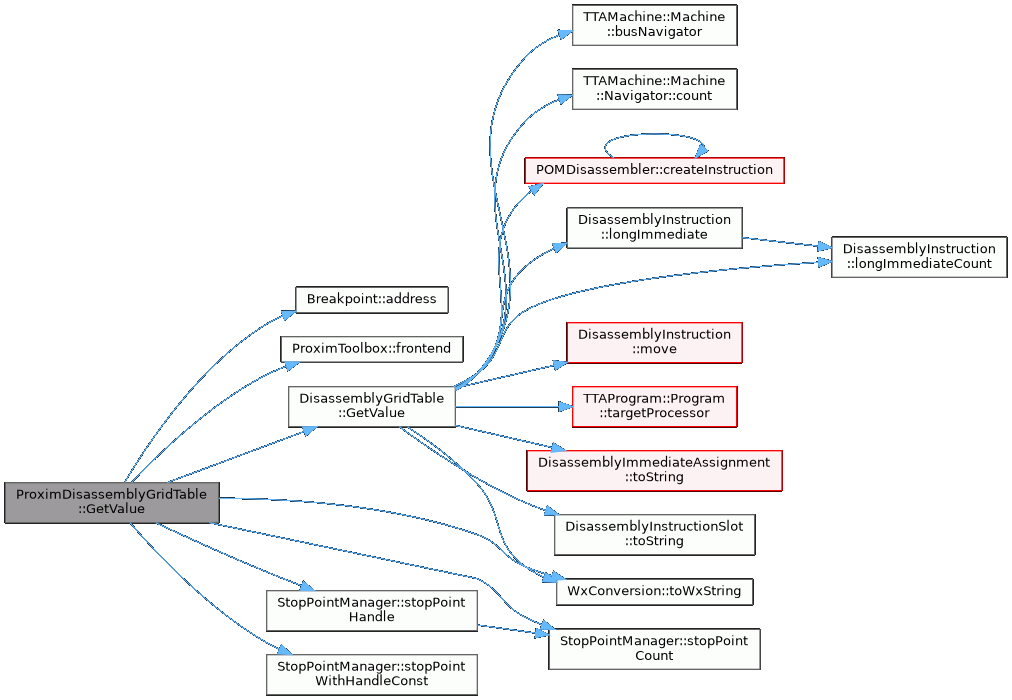 TTAMachine::Machine
::busNavigator
TTAMachine::Machine
::Navigator::count
POMDisassembler::createInstruction
DisassemblyInstruction
::longImmediate
DisassemblyInstruction
::longImmediateCount
Breakpoint::address
ProximToolbox::frontend
DisassemblyInstruction
::move
DisassemblyGridTable
::GetValue
TTAProgram::Program
::targetProcessor
DisassemblyImmediateAssignment
::toString
ProximDisassemblyGridTable
::GetValue
DisassemblyInstructionSlot
::toString
WxConversion::toWxString
StopPointManager::stopPoint
Handle
StopPointManager::stopPoint
Count
StopPointManager::stopPoint
WithHandleConst